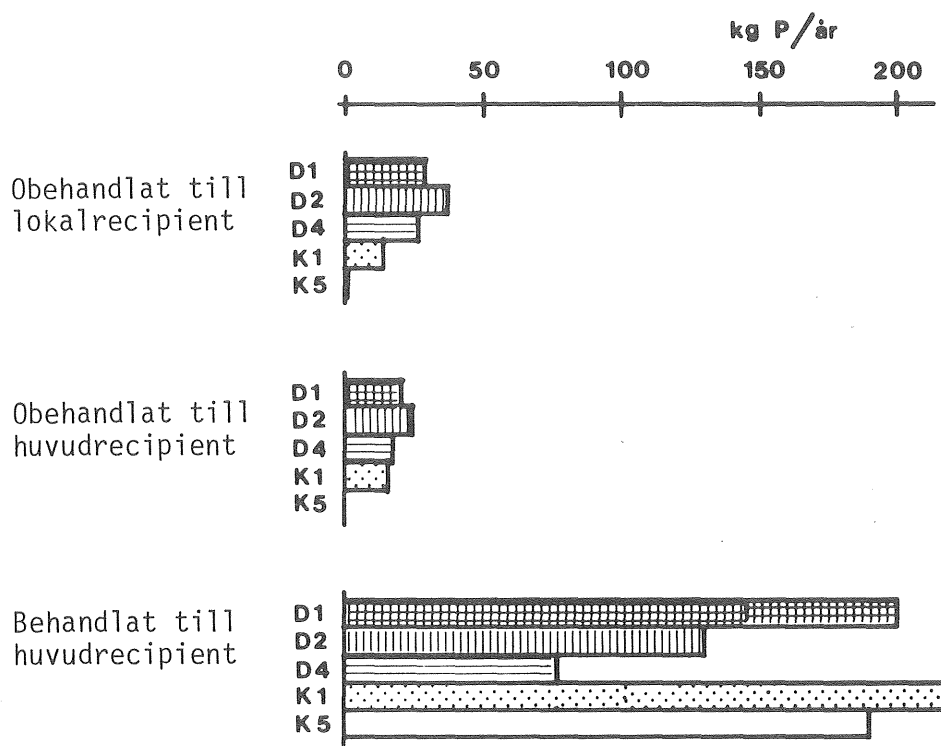 kg P/år
0 50 100 150 200
Obehandlat till
lokalrecipient
D1
D2
D4
K1
K5
Obehandlat till
huvudrecipient
D1
D2
D4
K1
K5
Behandlat till
huvudrecipient
D1
D2
D4
K1
K5